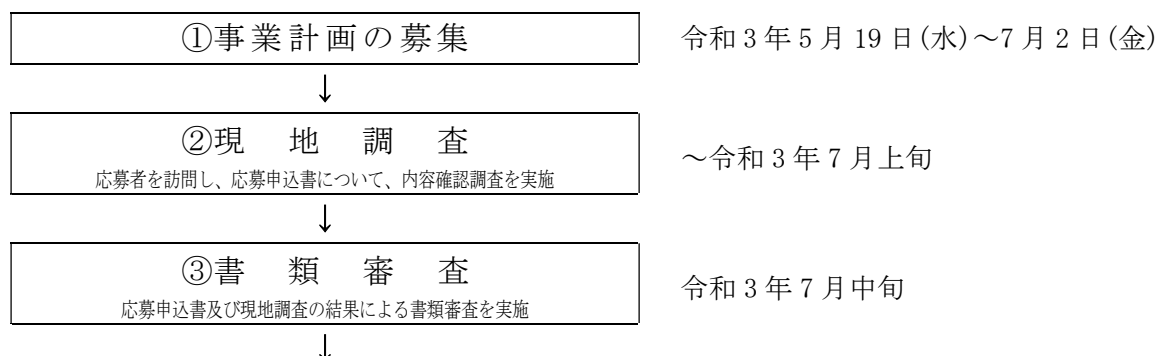 ①事業計画の募集 令和3年5月19日(水)～7月2日(金)
↓
②現地調査
応募者を訪問し、応募申込書について、内容確認調査を実施
～令和3年7月上旬
↓
③書類審査
応募申込書及び現地調査の結果による書類審査を実施
令和3年7月中旬
↓